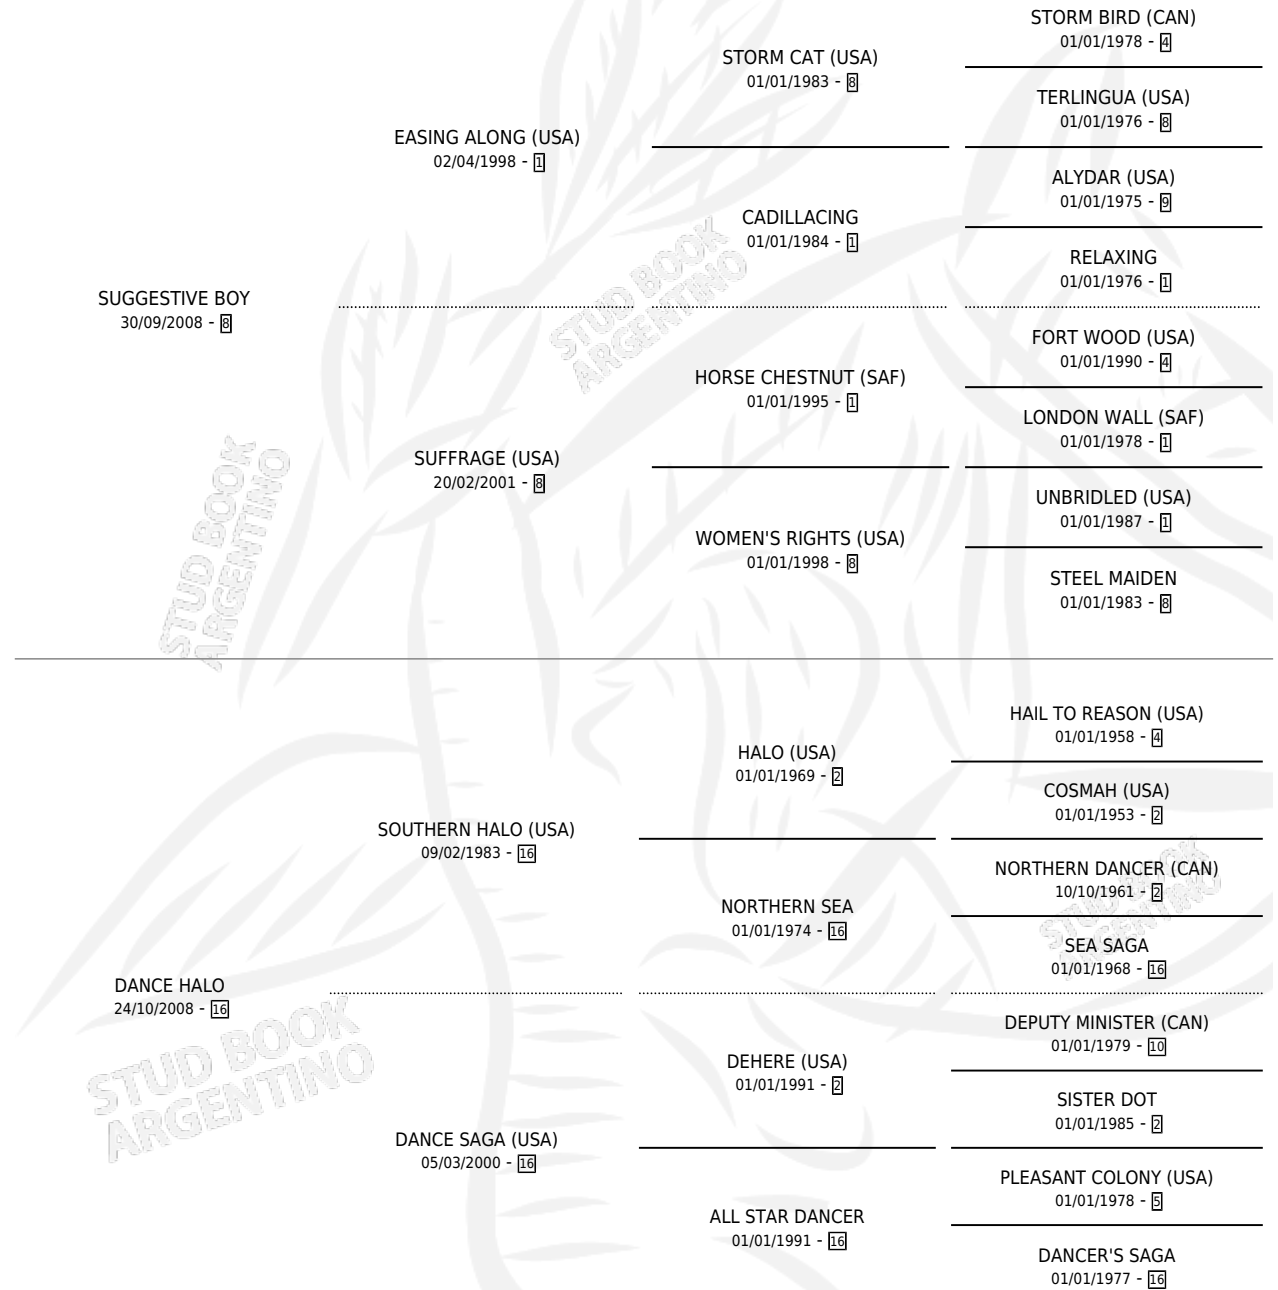 STORM BIRD (CAN)
01/01/1978 - 4
STORM CAT (USA)
01/01/1983 - 8
TERLINGUA (USA)
01/01/1976 - 8
EASING ALONG (USA)
02/04/1998 - 1
ALYDAR (USA)
01/01/1975 - 9
CADILLACING
01/01/1984 - 1
RELAXING
01/01/1976 - 1
SUGGESTIVE BOY
30/09/2008 - 8
FORT WOOD (USA)
01/01/1990 - 4
HORSE CHESTNUT (SAF)
01/01/1995 - 1
LONDON WALL (SAF)
01/01/1978 - 1
SUFFRAGE (USA)
20/02/2001 - 8
UNBRIDLED (USA)
01/01/1987 - 1
WOMEN'S RIGHTS (USA)
01/01/1998 - 8
STEEL MAIDEN
01/01/1983 - 8
HAIL TO REASON (USA)
01/01/1958 - 4
HALO (USA)
01/01/1969 - 2
COSMAH (USA)
01/01/1953 - 2
SOUTHERN HALO (USA)
09/02/1983 - 16
NORTHERN DANCER (CAN)
10/10/1961 - 2
NORTHERN SEA
01/01/1974 - 16
SEA SAGA
01/01/1968 - 16
DANCE HALO
24/10/2008 - 16
DEPUTY MINISTER (CAN)
01/01/1979 - 10
DEHERE (USA)
01/01/1991 - 2
SISTER DOT
01/01/1985 - 2
DANCE SAGA (USA)
05/03/2000 - 16
PLEASANT COLONY (USA)
01/01/1978 - 5
ALL STAR DANCER
01/01/1991 - 16
DANCER'S SAGA
01/01/1977 - 16
STUD BOOK
ARGENTINO
STUD BOOK
ARGENTINO
STUD BOOK
ARGENTINO
STUD BOOK
ARGENTINO